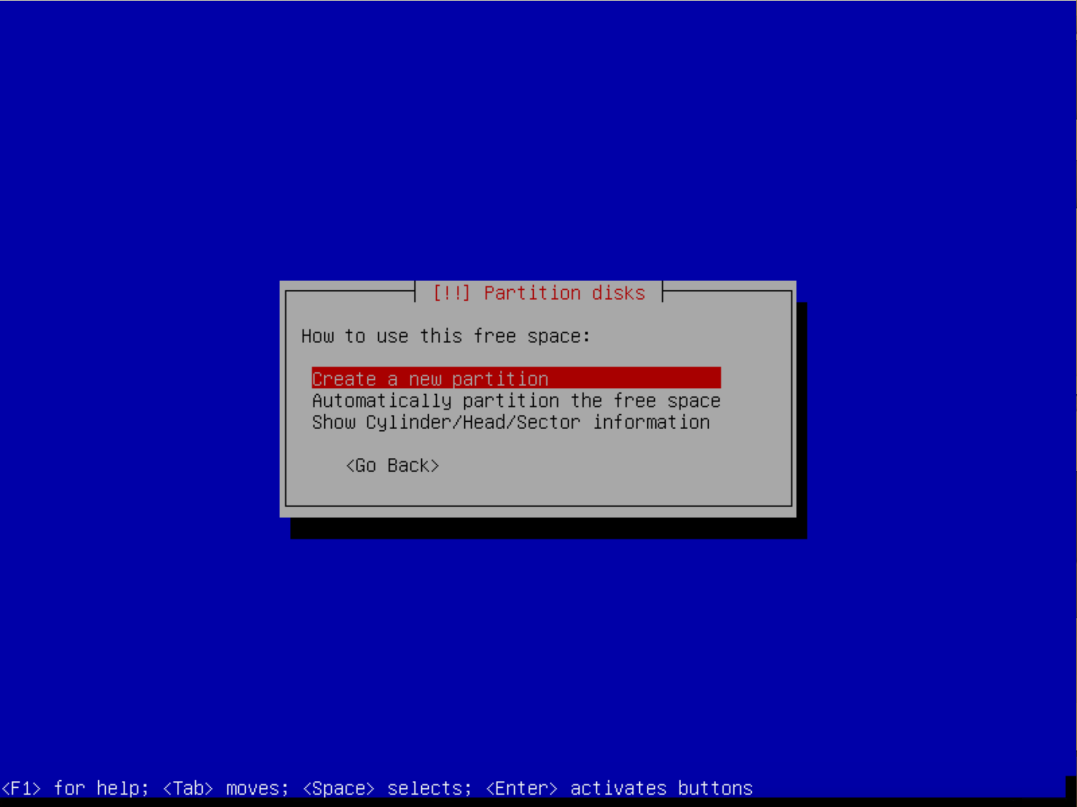 [!!] Partition disks
How to use this free space:
Create a new partition
Automatically partition the free space
Show Cylinder/Head/Sector information
<Go Back>
<F1> for help; <Tab> moves; <Space> selects; <Enter> activates buttons